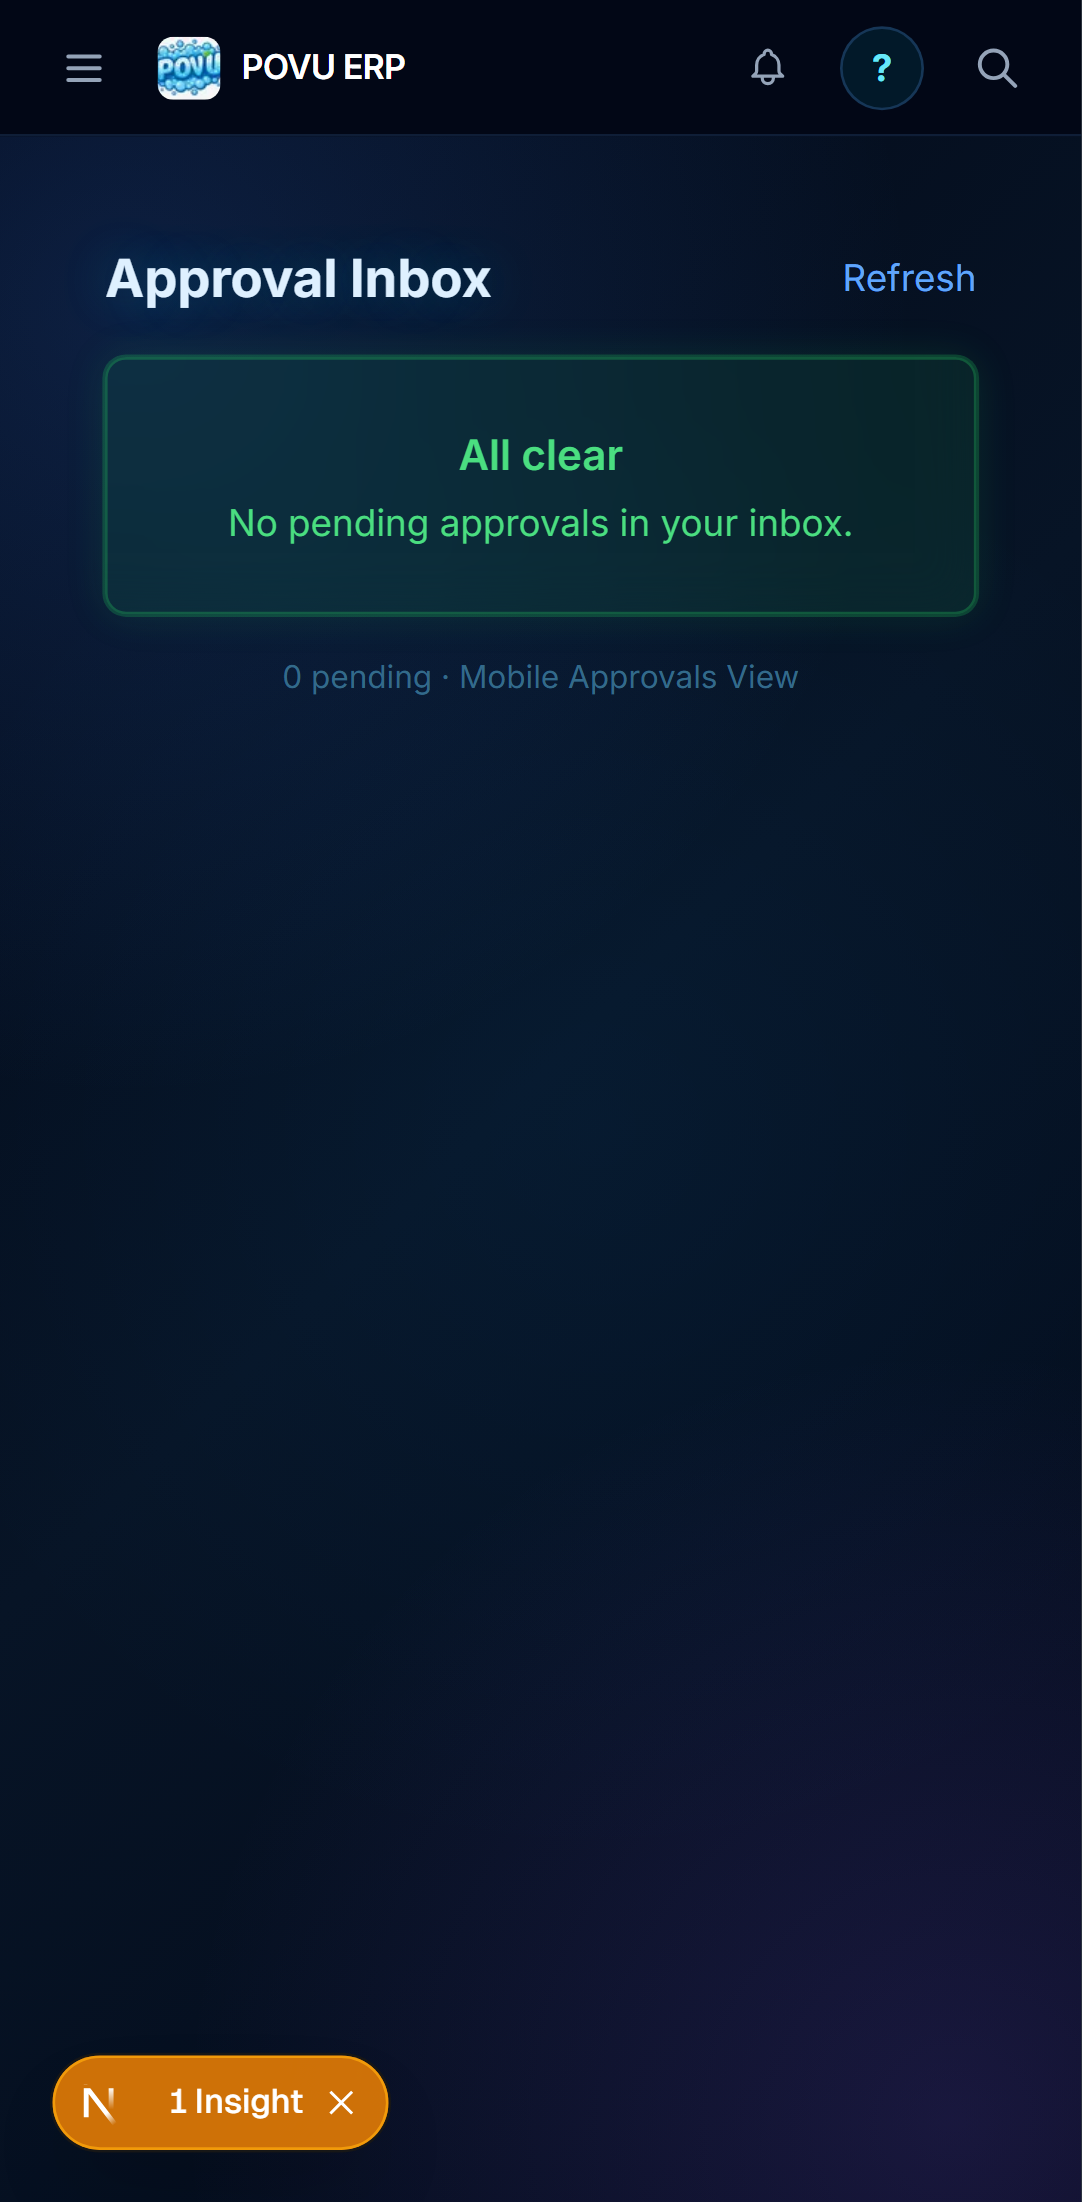 POVU
POVU ERP
?
Approval Inbox
Refresh
All clear
No pending approvals in your inbox.
0 pending · Mobile Approvals View
N
1 Insight